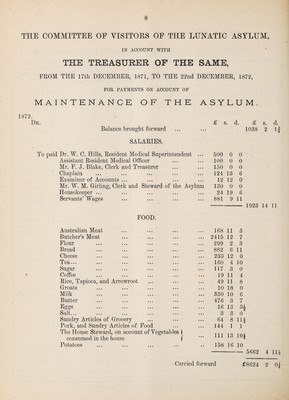 8
THE COMMITTEE OF VISITORS OF THE LUNATIC ASYLUM,
IN ACCOUNT WITH
THE TREASURER OF THE SAME,
FROM THE 17th DECEMBER, 1871, TO THE 22nd DECEMBER, 1872,
FOR PAYMENTS ON ACCOUNT OF
MAINTENANCE OF THE ASYLUM.
1872.
DR. £ s. d. £ s. d.
Balance brought forward ... ... 1038 2 1¾
SALARIES.
To paid Dr. W. C. Hills, Resident Medical Superintendent ... 500 0 0
Assistant Resident Medical Officer ... 100 0 0
Mr. F. J. Blake, Clerk and Treasurer ... 150 0 0
Chaplain ... ... ... ... 124 13 6
Examiner of Accounts ... ... ... ... 12 12 0
Mr. W. M. Girling, Clerk and Steward of the Asylum 130 0 0
Housekeeper ... ... ... ... 24 19 6
Servants' Wages ... ... ... 881 9 11
1923 14 11
FOOD.
Australian Meat ... ... ... ... 168 11 5
Butcher's Meat ... ... ... ... 2415 12 7
Flour ... ... ... ... 299 2 3
Bread ... ... ... ... 882 6 11
Cheese ... ... ... ... 233 12 0
Tea ... ... ... ... 160 4 10
Sugar ... ... ... ... 117 3 0
Coffee ... ... ... ... 19 11 4
Rice, Tapioca, and Arrowroot ... ... ... 49 11 8
Groats ... ... ... ... 10 18 0
Milk ... ... ... ... 320 10 6
Butter ... ... ... ... 476 3 7
Eggs ... ... ... ... 16 13 3½
Salt ... ... ... ... 3 3 0
Sundry Articles of Grocery ... ... 64 8 11½
Pork, and Sundry Articles of Food ... ... 144 1 1
The House Steward, on account of Vegetables consumed in the house ... ... 111 13 10½
Potatoes ... ... ... ... 158 16 10
5662 4 11¼
Carried forward £8624 2 0¼